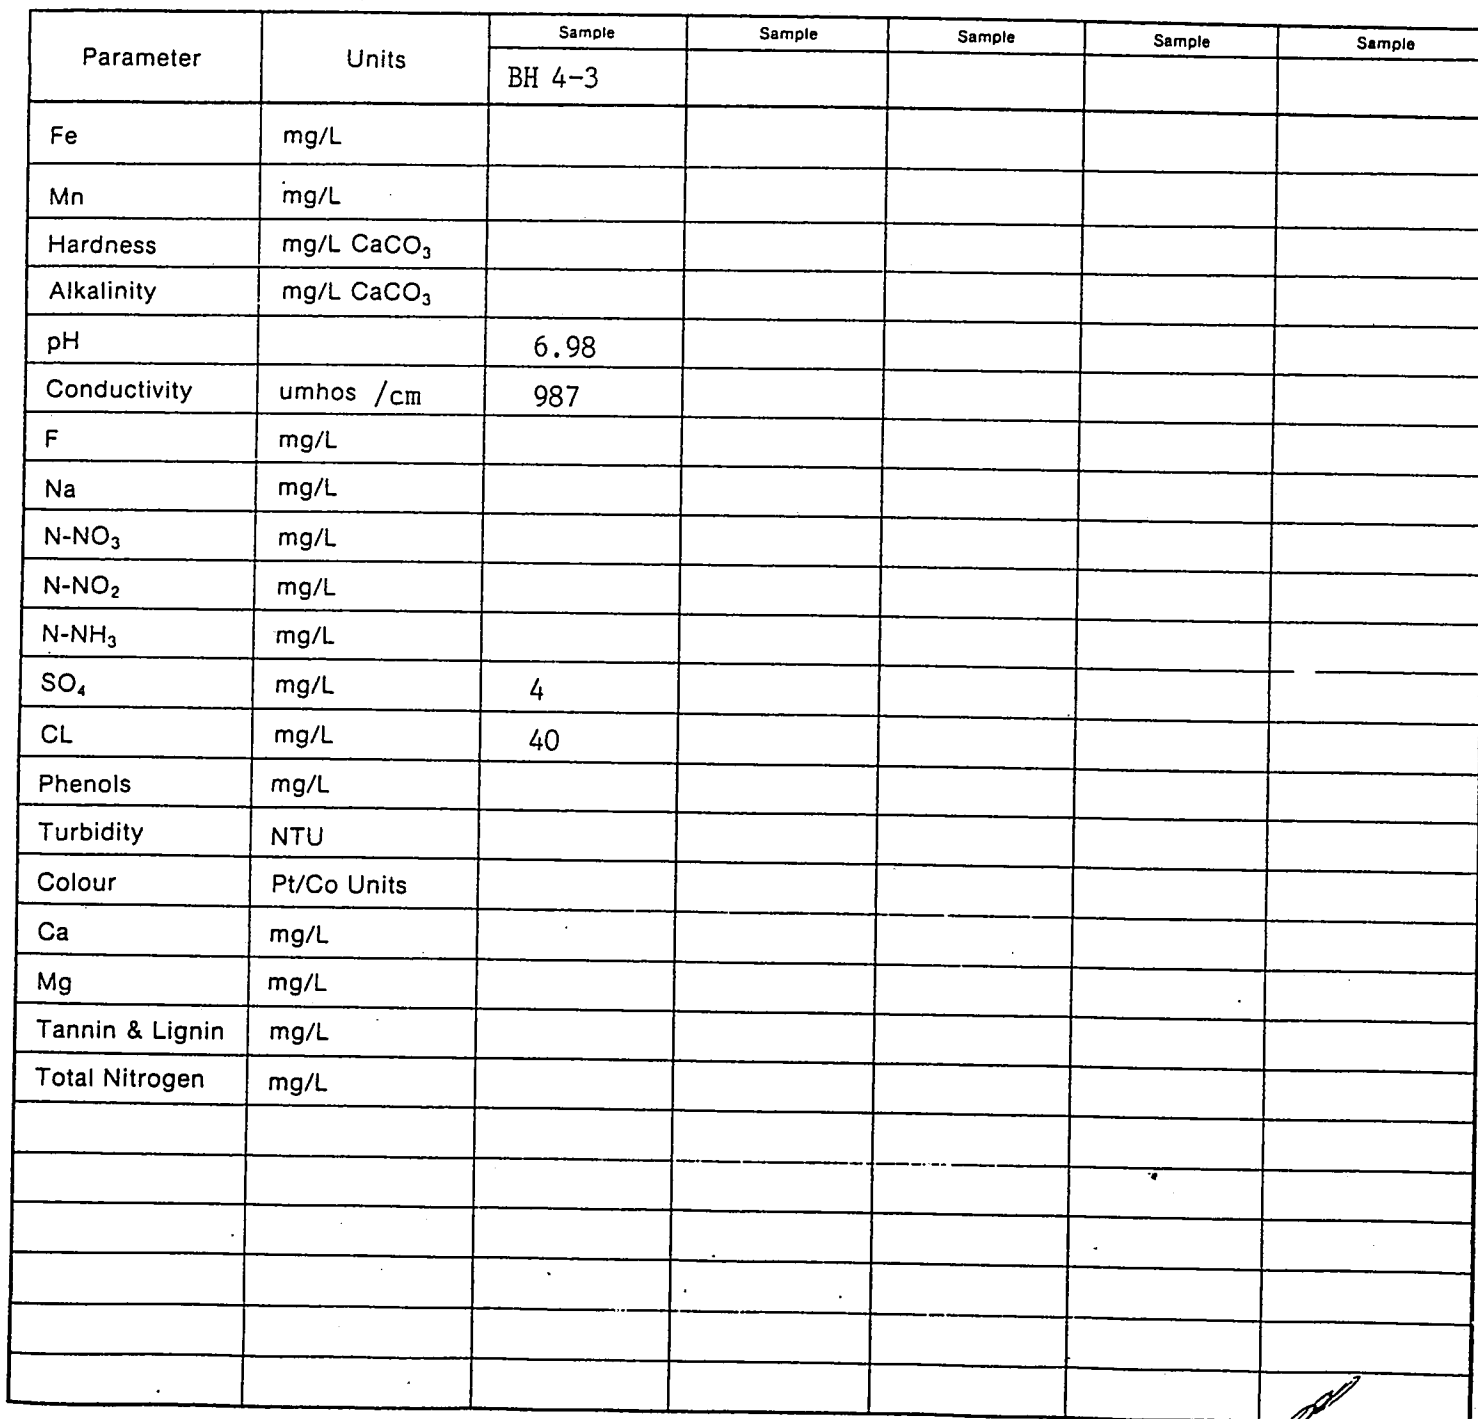 Parameter Units Sample Sample Sample Sample Sample
BH 4-3
Fe mg/L
Mn mg/L
Hardness mg/L CaCO₃
Alkalinity mg/L CaCO₃
pH 6.98
Conductivity umhos /cm 987
F mg/L
Na mg/L
N-NO₃ mg/L
N-NO₂ mg/L
N-NH₃ mg/L
SO₄ mg/L 4
CL mg/L 40
Phenols mg/L
Turbidity NTU
Colour Pt/Co Units
Ca mg/L
Mg mg/L
Tannin & Lignin mg/L
Total Nitrogen mg/L